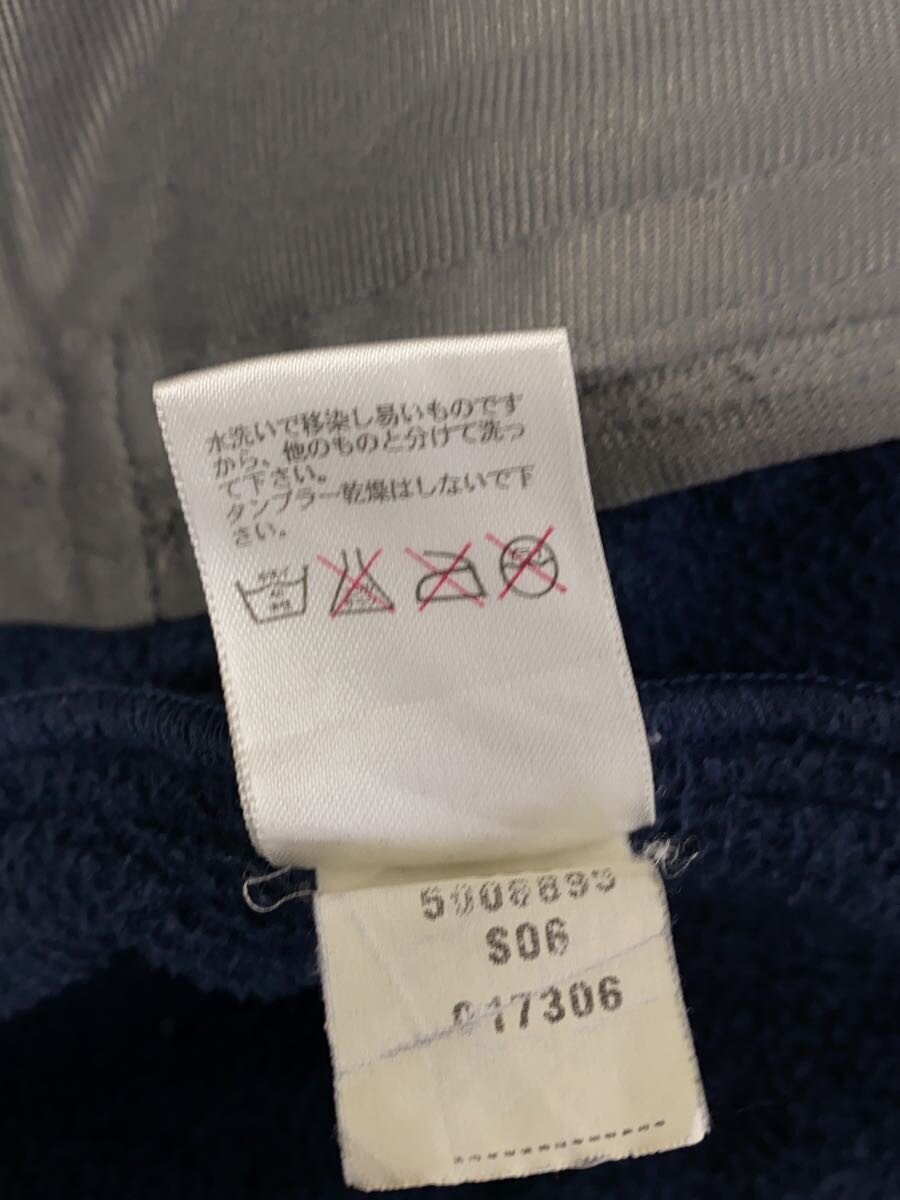 水洗いで移染し易いものです
から、他のものと分けて洗っ
て下さい。
タンブラー乾燥はしないで下
さい。
S06